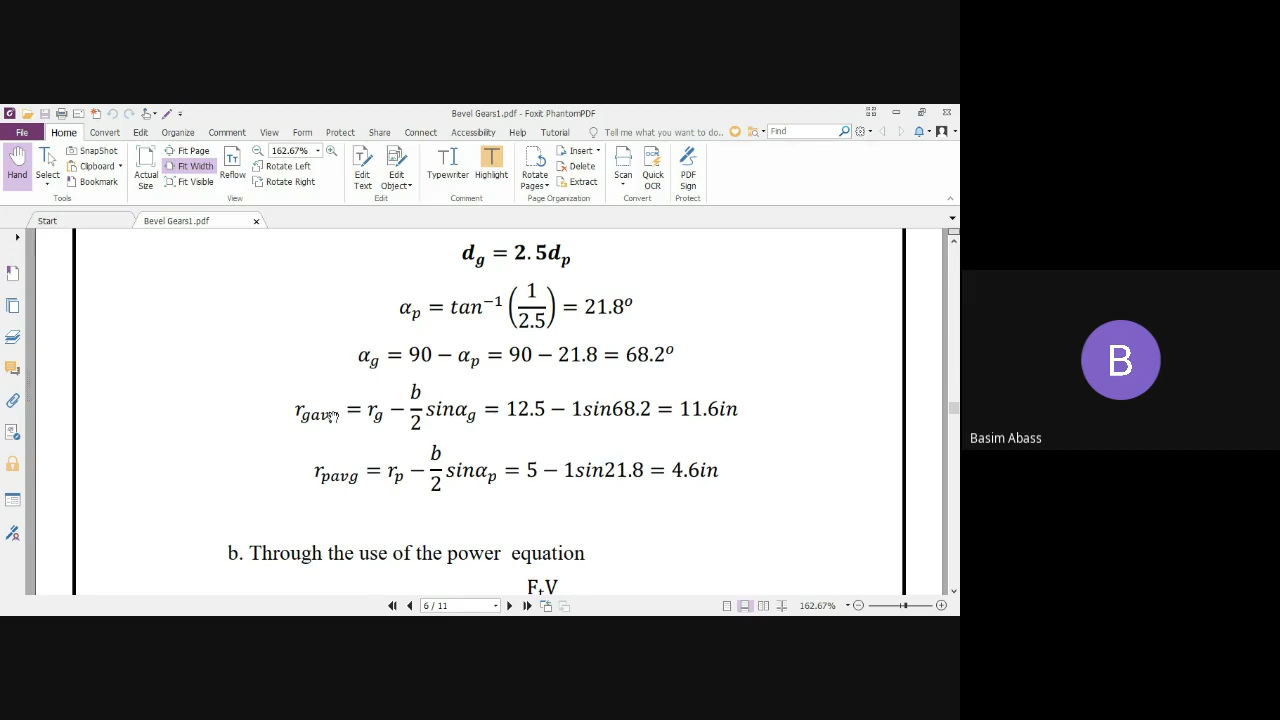 Bevel Gears1.pdf - Foxit PhantomPDF
File Home Convert Edit Organize Comment View Form Protect Share Connect Accessibility Help Tutorial Tell me what you want to do.. Find
Hand
Select
SnapShot
Clipboard
Bookmark
Tools
Actual Size
Fit Page
Fit Width
Fit Visible
Reflow
162.67%
Rotate Left
Rotate Right
View
Edit Text
Edit Object
Edit
Typewriter
Highlight
Comment
Rotate Pages
Insert
Delete
Extract
Page Organization
Scan
Quick OCR
Convert
PDF Sign
Protect
Start
Bevel Gears1.pdf
d_g = 2.5d_p
α_p = tan⁻¹(1/2.5) = 21.8º
α_g = 90 − α_p = 90 − 21.8 = 68.2º
r_gavg = r_g − b/2 sinα_g = 12.5 − 1sin68.2 = 11.6in
r_pavg = r_p − b/2 sinα_p = 5 − 1sin21.8 = 4.6in
b. Through the use of the power equation
F_tV
6 / 11
162.67%
B
Basim Abass